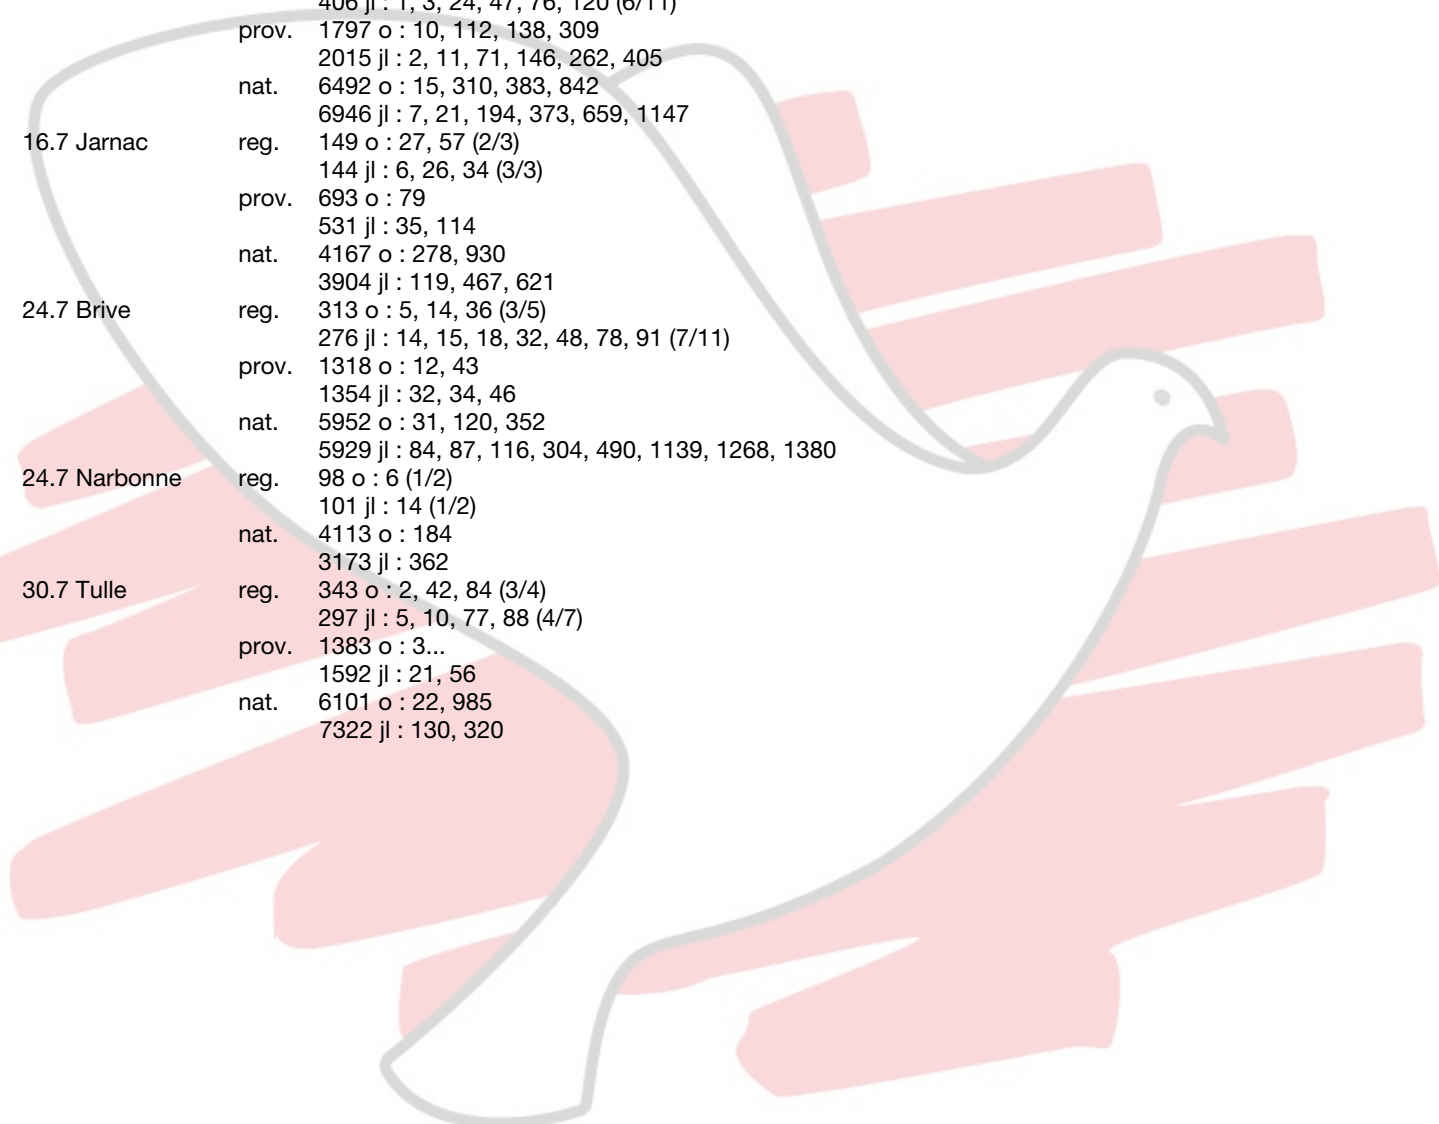 406 jl : 1, 3, 24, 47, 76, 120 (6/11)
prov. 1797 o : 10, 112, 138, 309
2015 jl : 2, 11, 71, 146, 262, 405
nat. 6492 o : 15, 310, 383, 842
6946 jl : 7, 21, 194, 373, 659, 1147
16.7 Jarnac reg. 149 o : 27, 57 (2/3)
144 jl : 6, 26, 34 (3/3)
prov. 693 o : 79
531 jl : 35, 114
nat. 4167 o : 278, 930
3904 jl : 119, 467, 621
24.7 Brive reg. 313 o : 5, 14, 36 (3/5)
276 jl : 14, 15, 18, 32, 48, 78, 91 (7/11)
prov. 1318 o : 12, 43
1354 jl : 32, 34, 46
nat. 5952 o : 31, 120, 352
5929 jl : 84, 87, 116, 304, 490, 1139, 1268, 1380
24.7 Narbonne reg. 98 o : 6 (1/2)
101 jl : 14 (1/2)
nat. 4113 o : 184
3173 jl : 362
30.7 Tulle reg. 343 o : 2, 42, 84 (3/4)
297 jl : 5, 10, 77, 88 (4/7)
prov. 1383 o : 3...
1592 jl : 21, 56
nat. 6101 o : 22, 985
7322 jl : 130, 320